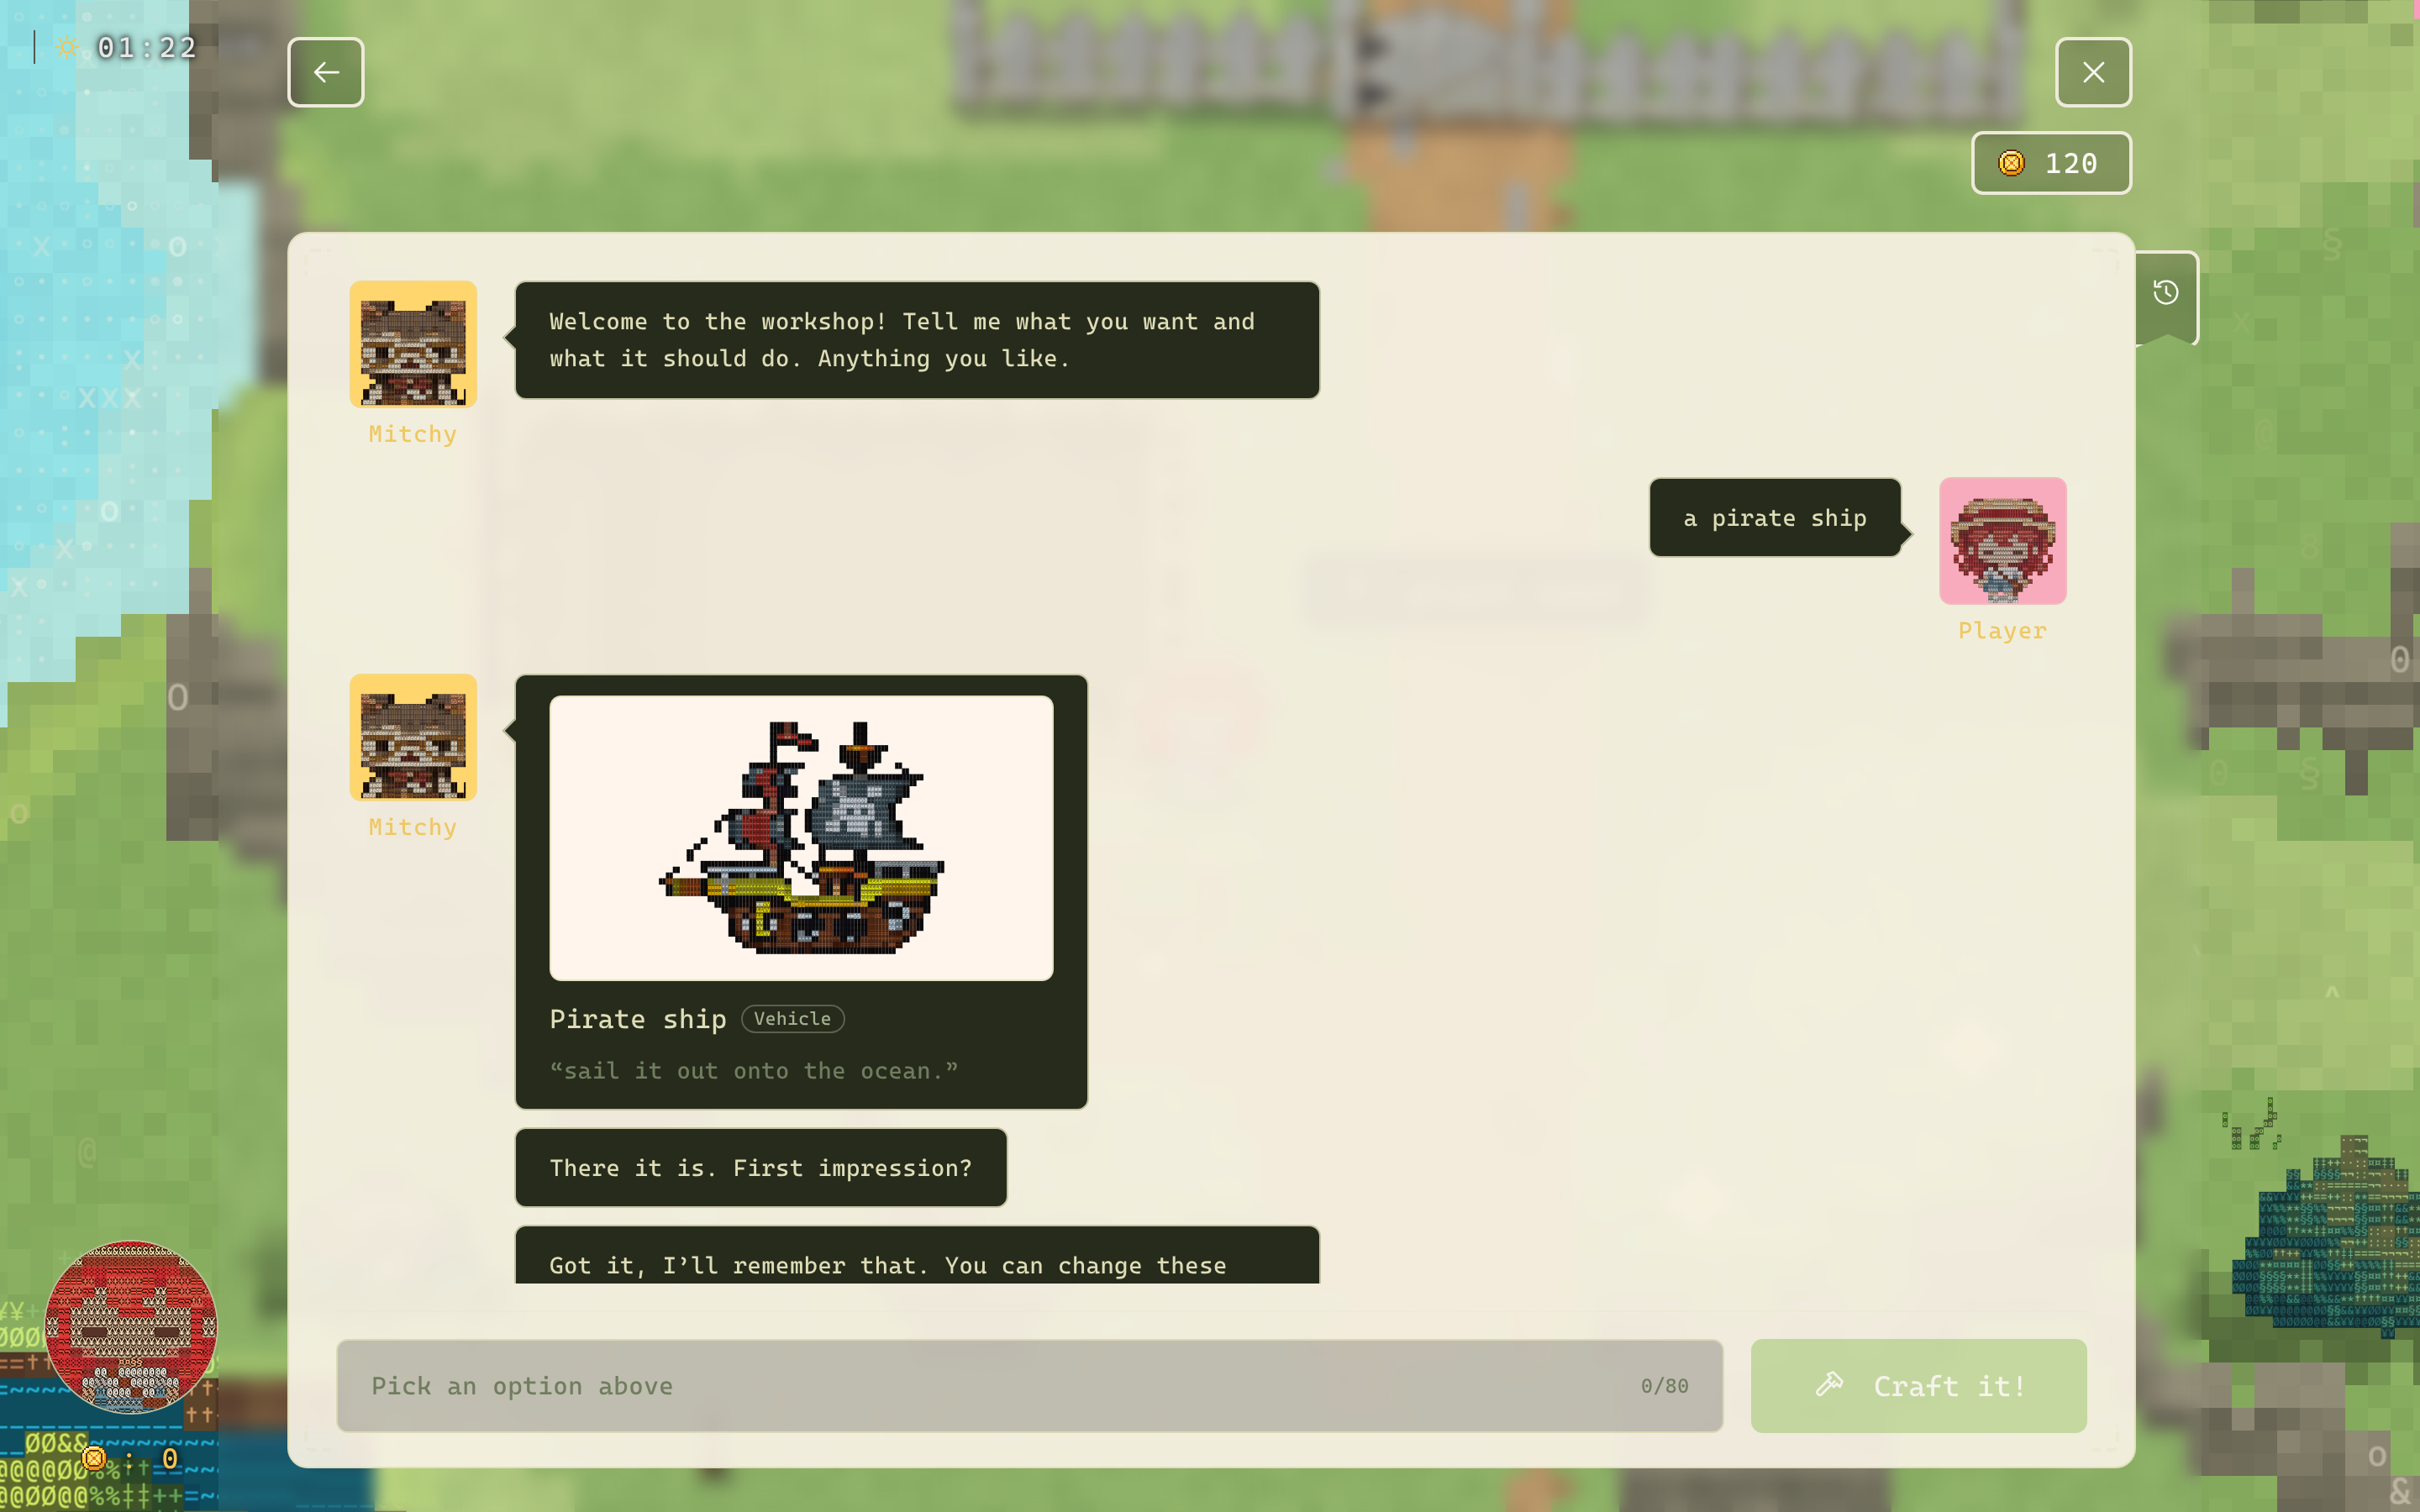 01:22
120
Welcome to the workshop! Tell me what you want and
what it should do. Anything you like.
Mitchy
a pirate ship
Player
Mitchy
Pirate ship Vehicle
“sail it out onto the ocean.”
There it is. First impression?
Got it, I’ll remember that. You can change these
Pick an option above 0/80
Craft it!
: 0